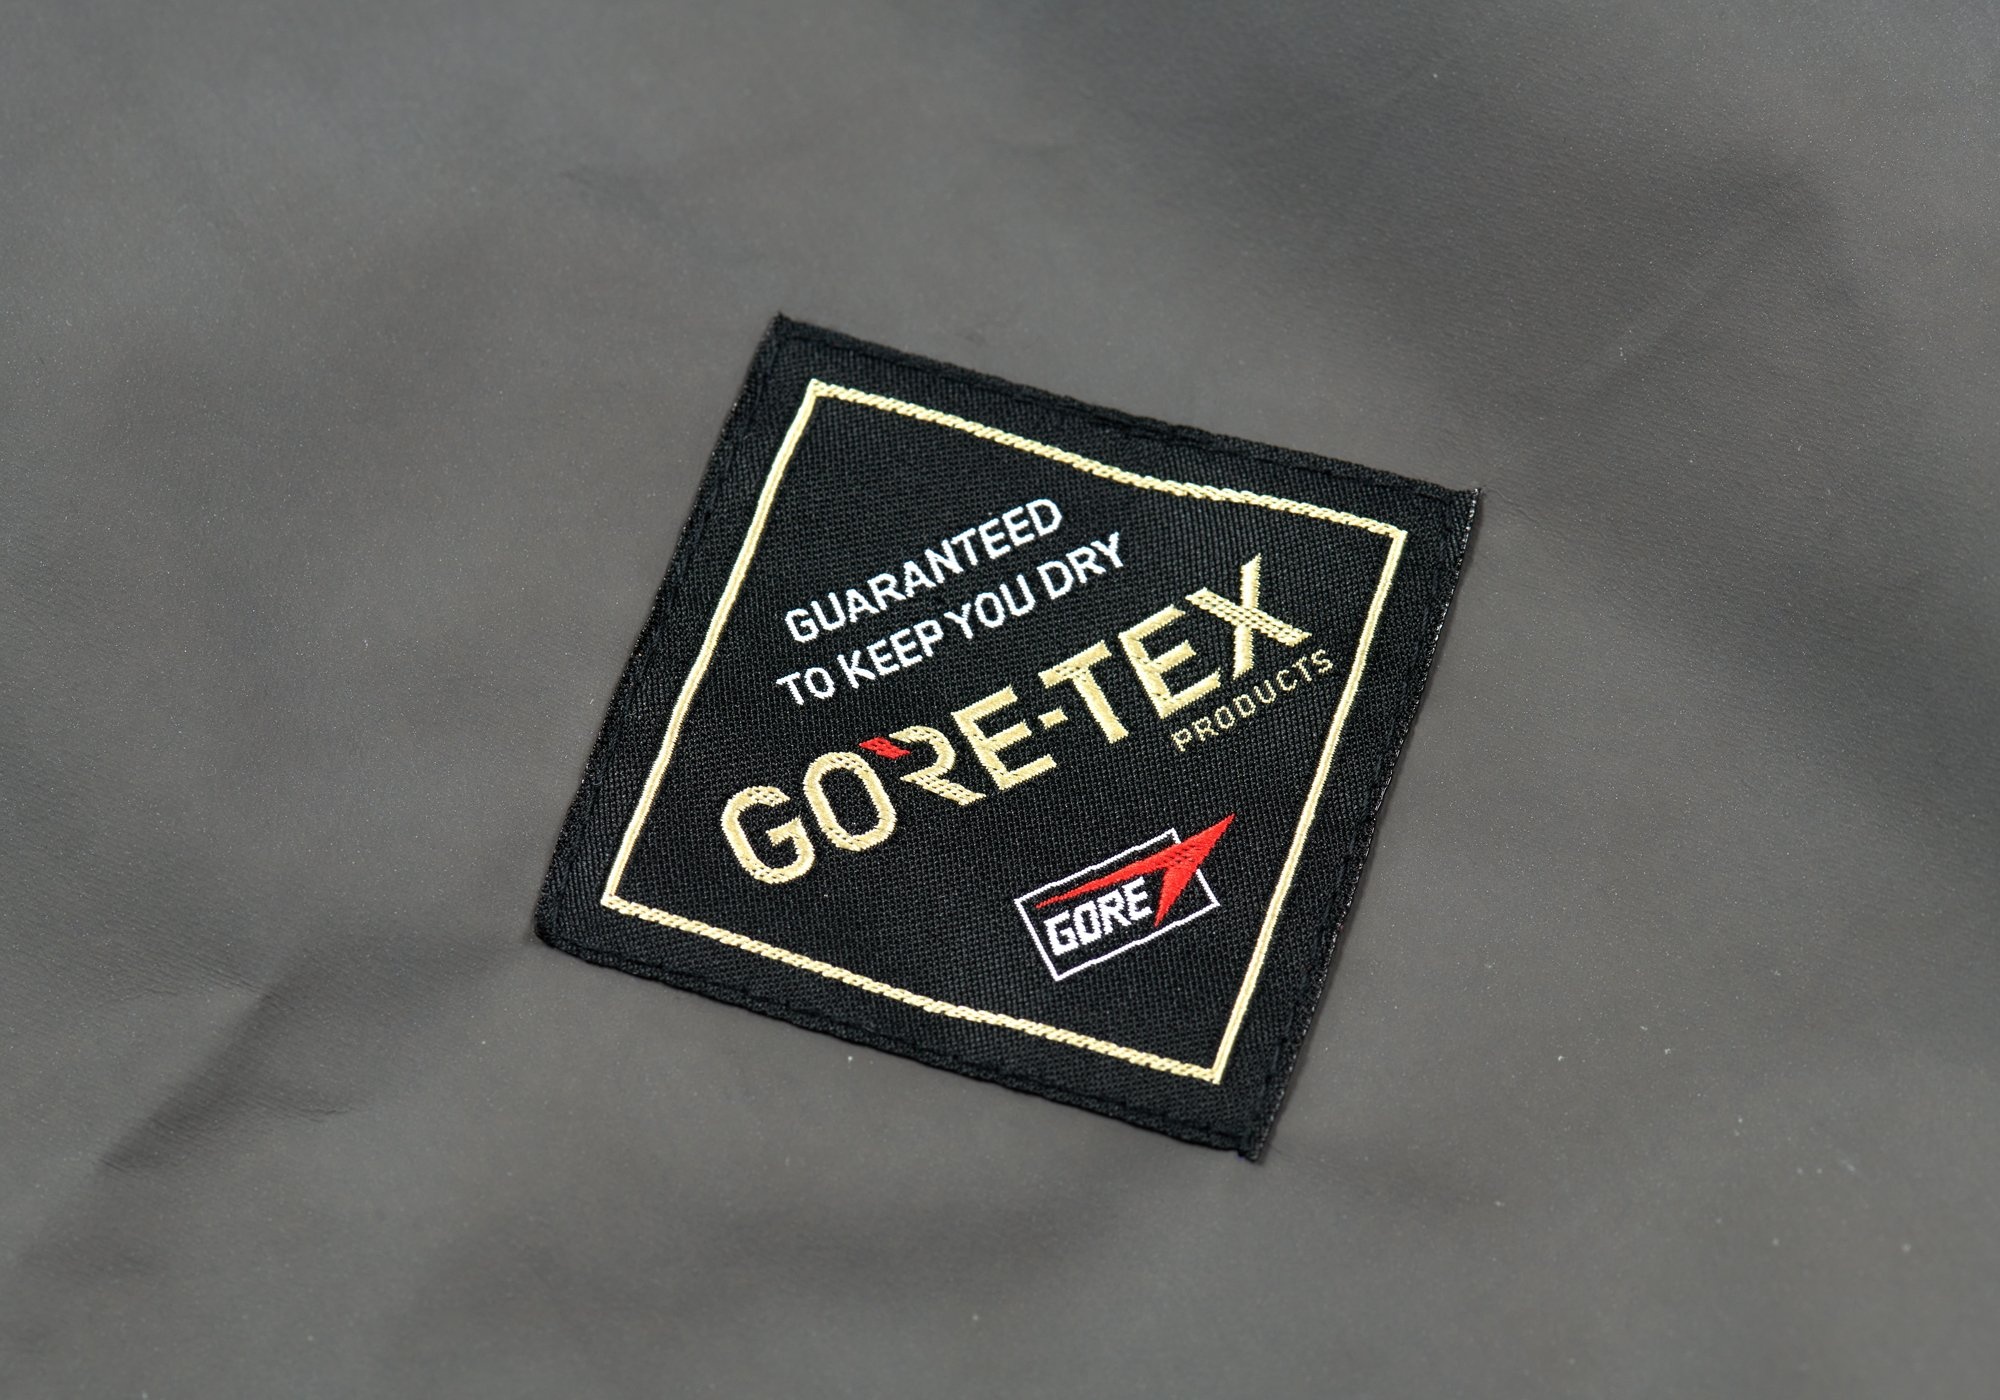 GUARANTEED
TO KEEP YOU DRY
GORE-TEX
PRODUCTS
GORE